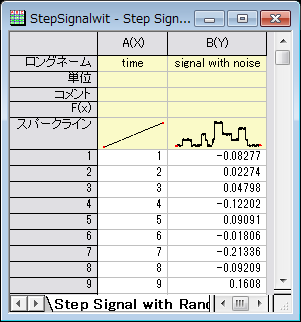 StepSignalwit - Step Sign...
A(X) B(Y)
ロングネーム time signal with noise
単位
コメント
F(x)
スパークライン
1 1 -0.08277
2 2 0.02274
3 3 0.04798
4 4 -0.12202
5 5 0.09091
6 6 -0.01806
7 7 -0.21336
8 8 -0.09209
9 9 0.1608
Step Signal with Rand